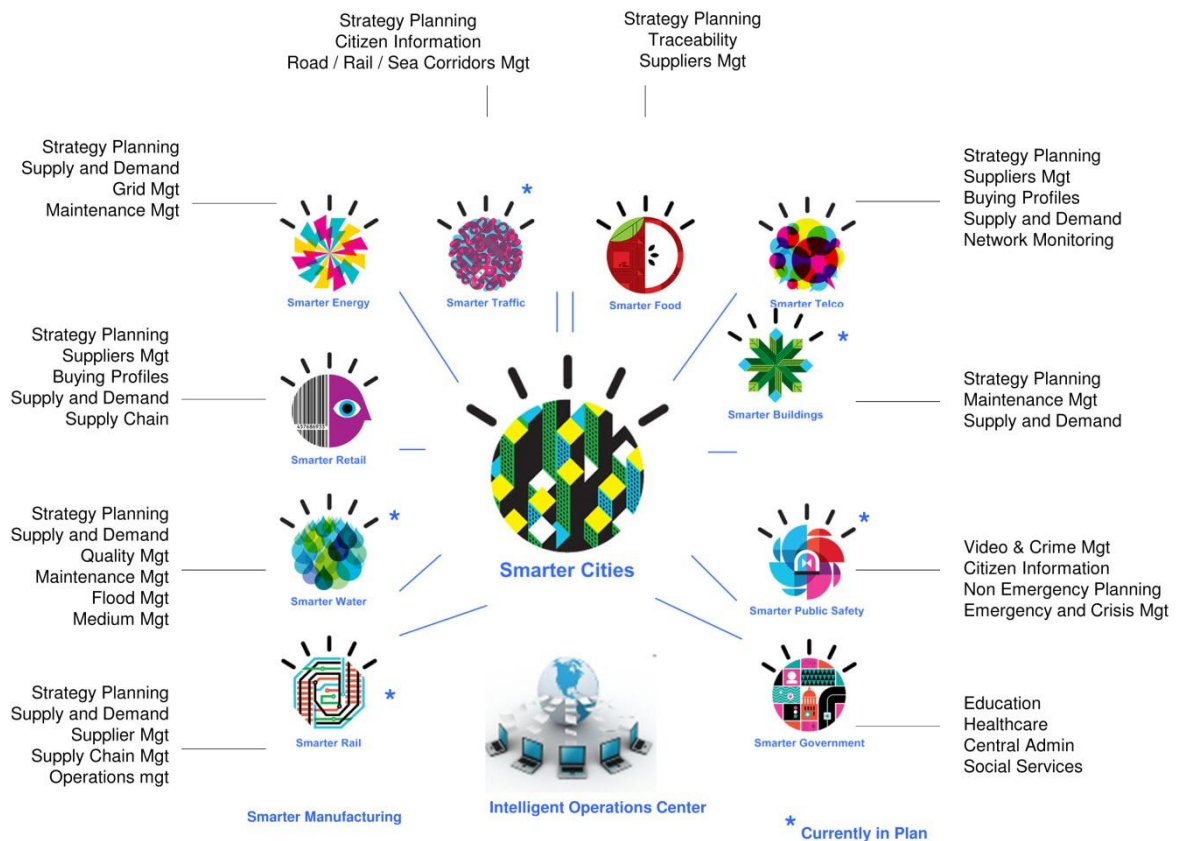 Strategy Planning
Citizen Information
Road / Rail / Sea Corridors Mgt
Strategy Planning
Traceability
Suppliers Mgt
Strategy Planning
Supply and Demand
Grid Mgt
Maintenance Mgt
*
Strategy Planning
Suppliers Mgt
Buying Profiles
Supply and Demand
Network Monitoring
Smarter Energy
Smarter Traffic
Smarter Food
Smarter Telco
Strategy Planning
Suppliers Mgt
Buying Profiles
Supply and Demand
Supply Chain
*
Smarter Buildings
Strategy Planning
Maintenance Mgt
Supply and Demand
Smarter Retail
Strategy Planning
Supply and Demand
Quality Mgt
Maintenance Mgt
Flood Mgt
Medium Mgt
*
Smarter Water
Smarter Cities
*
Smarter Public Safety
Video & Crime Mgt
Citizen Information
Non Emergency Planning
Emergency and Crisis Mgt
Strategy Planning
Supply and Demand
Supplier Mgt
Supply Chain Mgt
Operations mgt
*
Smarter Rail
Smarter Government
Education
Healthcare
Central Admin
Social Services
Smarter Manufacturing
Intelligent Operations Center
* Currently in Plan